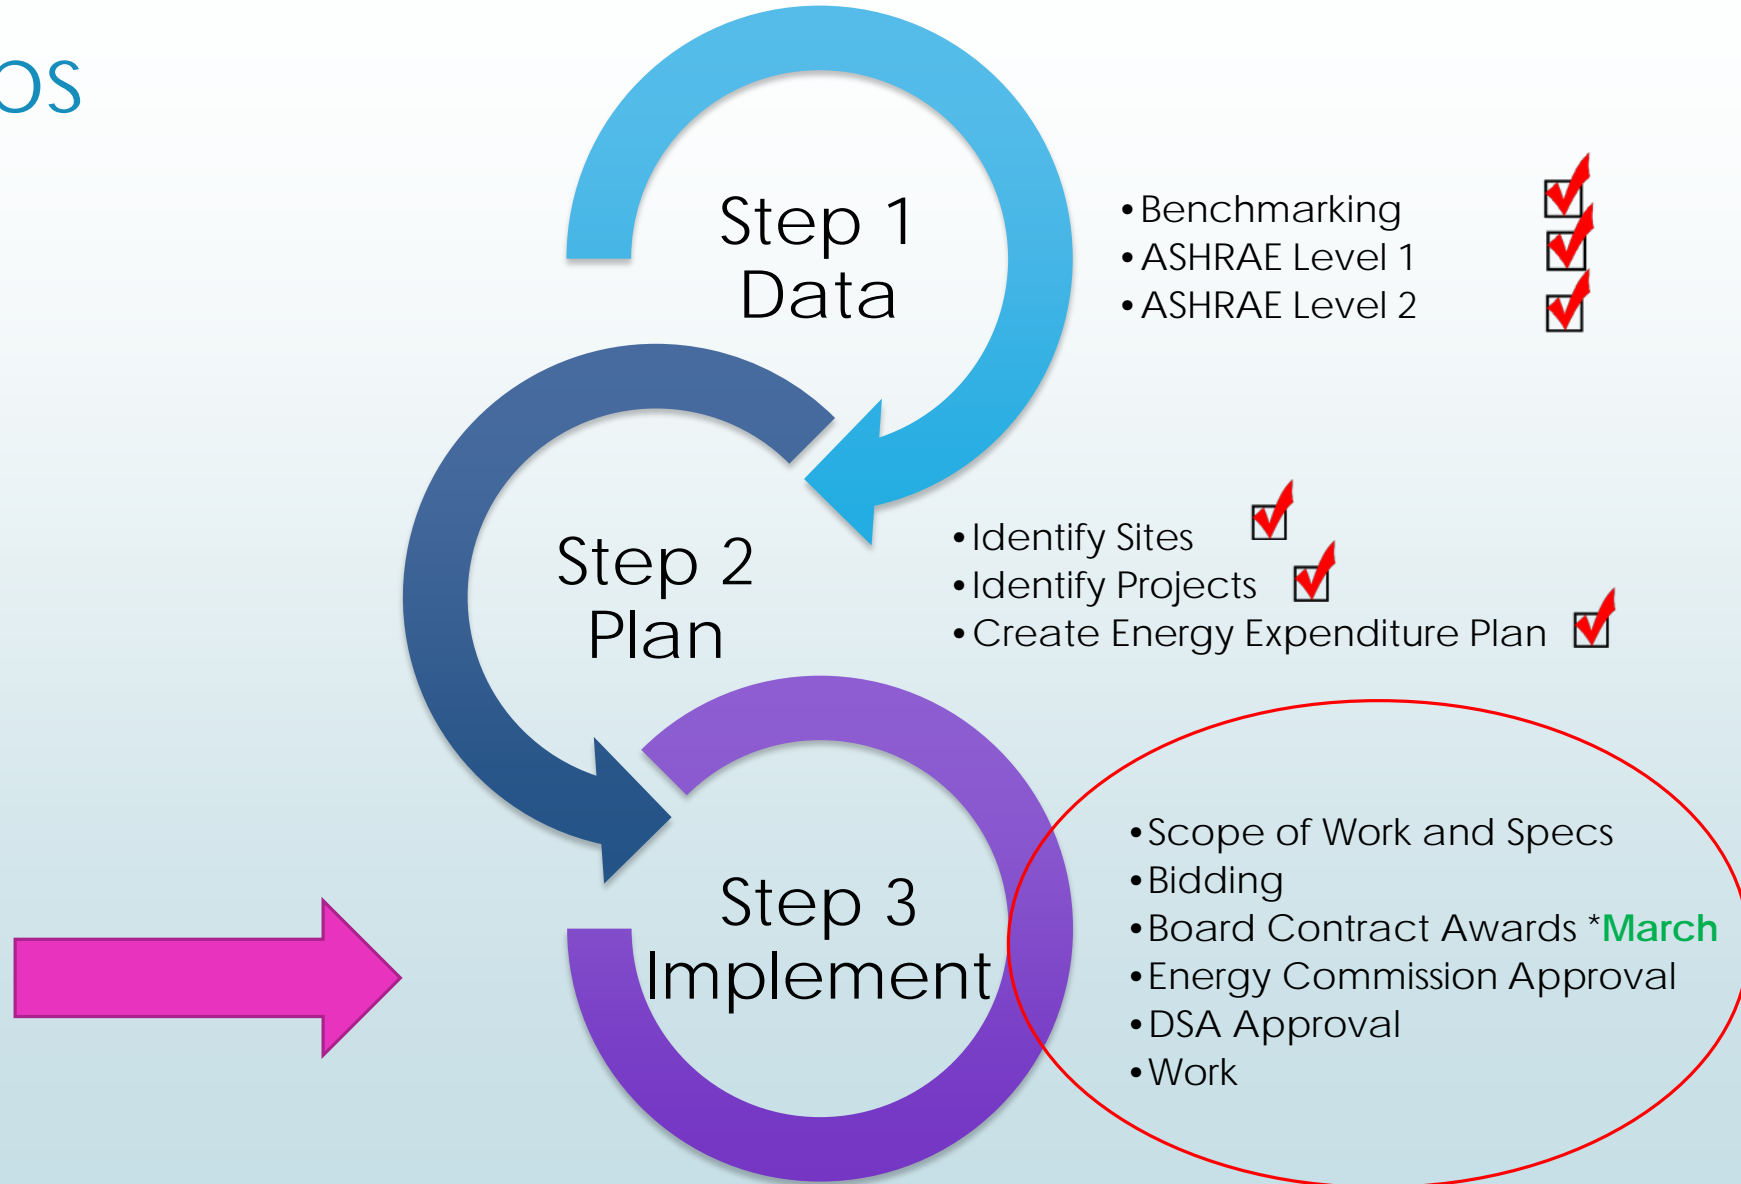 Step 1
Data
•Benchmarking
•ASHRAE Level 1
•ASHRAE Level 2
Step 2
Plan
•Identify Sites
•Identify Projects
•Create Energy Expenditure Plan
Step 3
Implement
•Scope of Work and Specs
•Bidding
•Board Contract Awards *March
•Energy Commission Approval
•DSA Approval
•Work